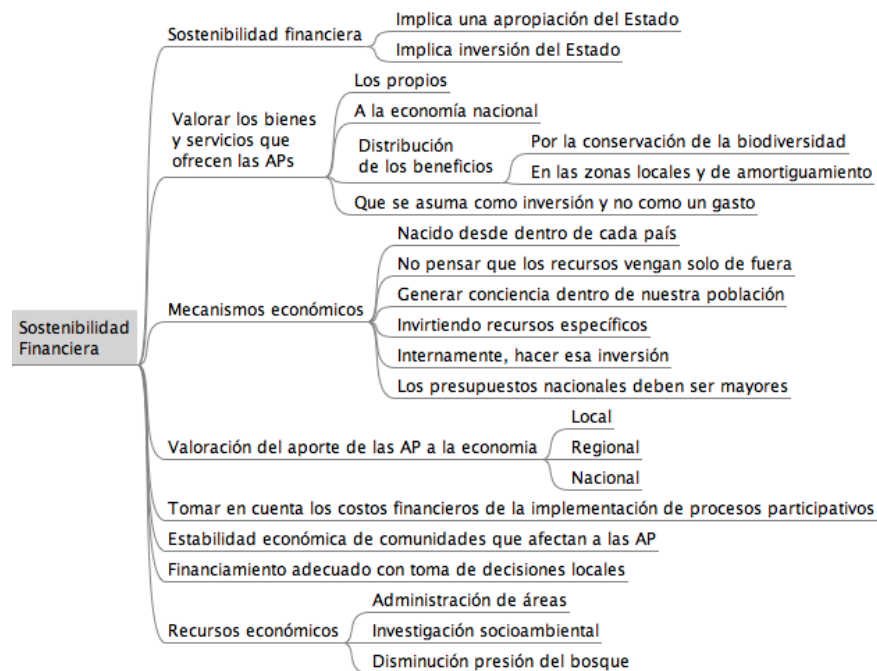 Sostenibilidad
Financiera
Sostenibilidad financiera
Implica una apropiación del Estado
Implica inversión del Estado
Valorar los bienes
y servicios que
ofrecen las APs
Los propios
A la economía nacional
Distribución
de los beneficios
Por la conservación de la biodiversidad
En las zonas locales y de amortiguamiento
Que se asuma como inversión y no como un gasto
Mecanismos económicos
Nacido desde dentro de cada país
No pensar que los recursos vengan solo de fuera
Generar conciencia dentro de nuestra población
Invirtiendo recursos específicos
Internamente, hacer esa inversión
Los presupuestos nacionales deben ser mayores
Valoración del aporte de las AP a la economia
Local
Regional
Nacional
Tomar en cuenta los costos financieros de la implementación de procesos participativos
Estabilidad económica de comunidades que afectan a las AP
Financiamiento adecuado con toma de decisiones locales
Recursos económicos
Administración de áreas
Investigación socioambiental
Disminución presión del bosque